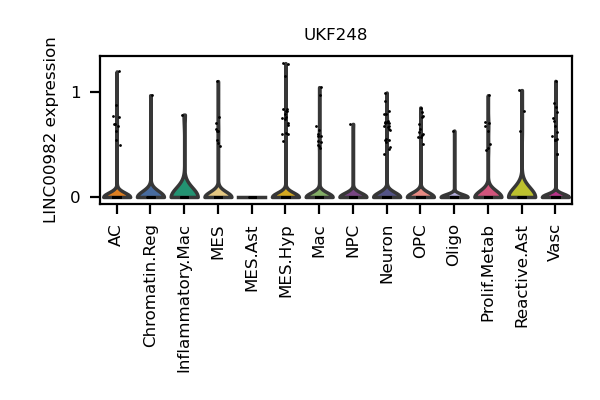 UKF248
LINC00982 expression
1
0
AC
Chromatin.Reg
Inflammatory.Mac
MES
MES.Ast
MES.Hyp
Mac
NPC
Neuron
OPC
Oligo
Prolif.Metab
Reactive.Ast
Vasc